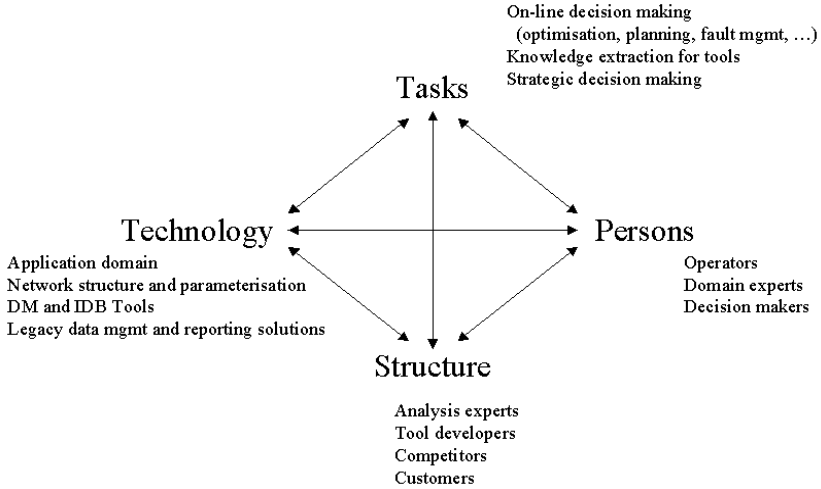 On-line decision making
(optimisation, planning, fault mgmt, ...)
Knowledge extraction for tools
Strategic decision making
Tasks
Technology
Application domain
Network structure and parameterisation
DM and IDB Tools
Legacy data mgmt and reporting solutions
Persons
Operators
Domain experts
Decision makers
Structure
Analysis experts
Tool developers
Competitors
Customers